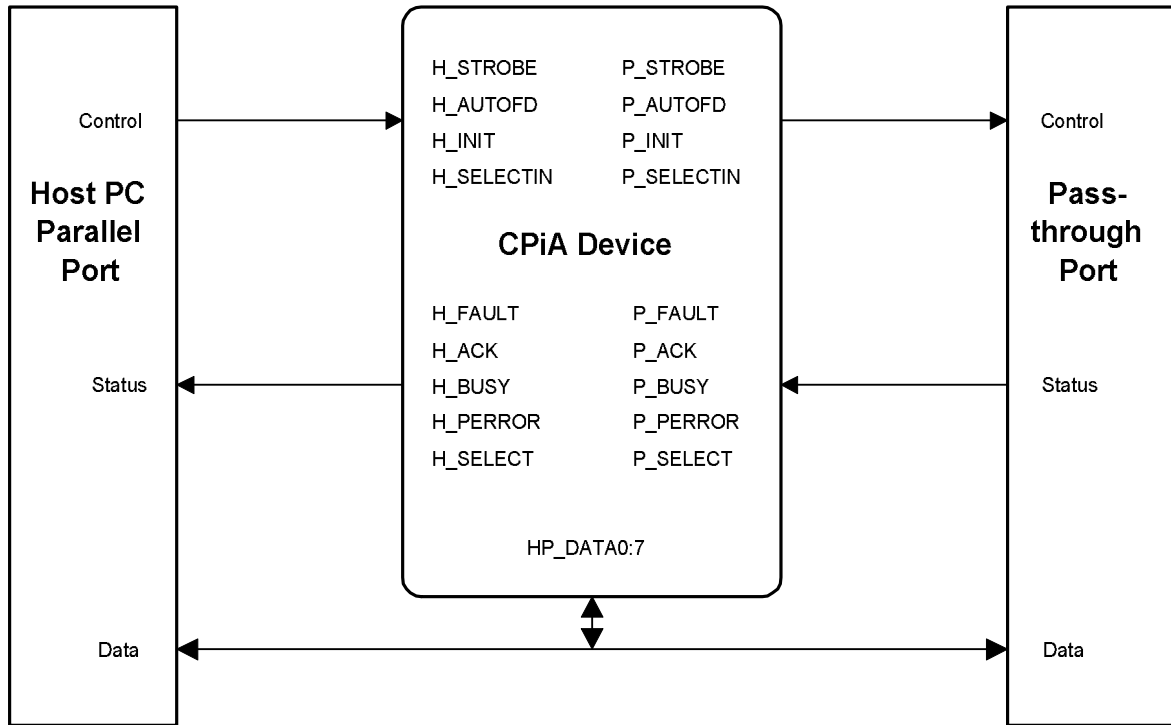 Control
Host PC
Parallel
Port
Status
Data
H_STROBE P_STROBE
H_AUTOFD P_AUTOFD
H_INIT P_INIT
H_SELECTIN P_SELECTIN
CPiA Device
H_FAULT P_FAULT
H_ACK P_ACK
H_BUSY P_BUSY
H_PERROR P_PERROR
H_SELECT P_SELECT
HP_DATA0:7
Control
Pass-
through
Port
Status
Data